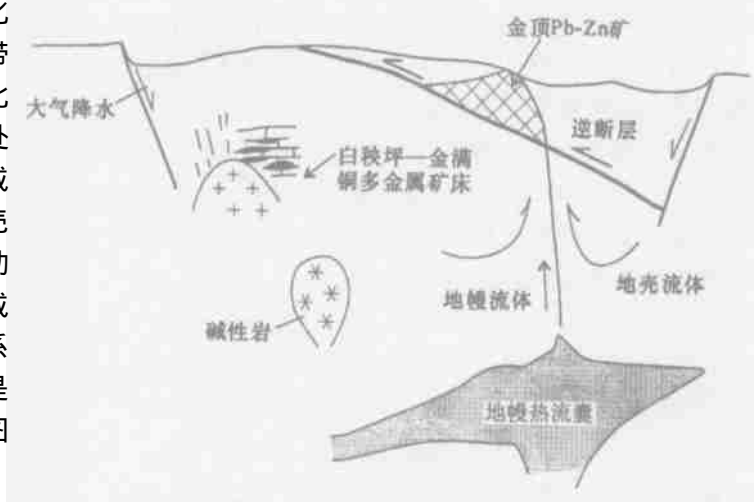 金顶Pb-Zn矿
大气降水
逆断层
白秧坪—金满
铜多金属矿床
地幔流体
地壳流体
碱性岩
地幔热流囊